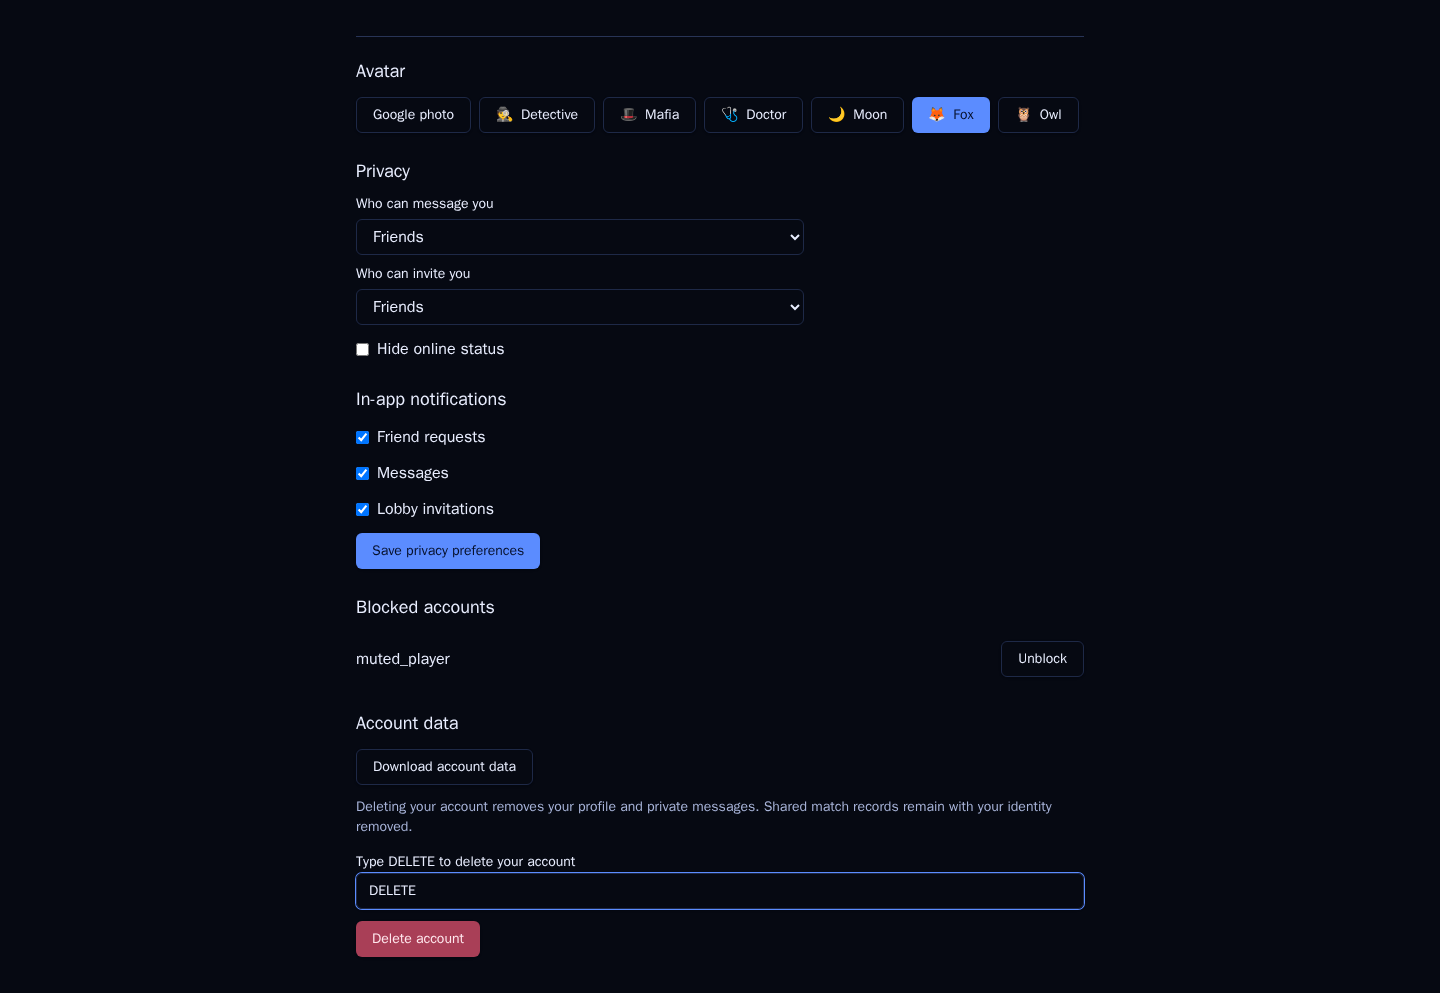 Avatar
Google photo Detective Mafia Doctor Moon Fox Owl
Privacy
Who can message you
Friends
Who can invite you
Friends
Hide online status
In-app notifications
Friend requests
Messages
Lobby invitations
Save privacy preferences
Blocked accounts
muted_player Unblock
Account data
Download account data
Deleting your account removes your profile and private messages. Shared match records remain with your identity
removed.
Type DELETE to delete your account
DELETE
Delete account